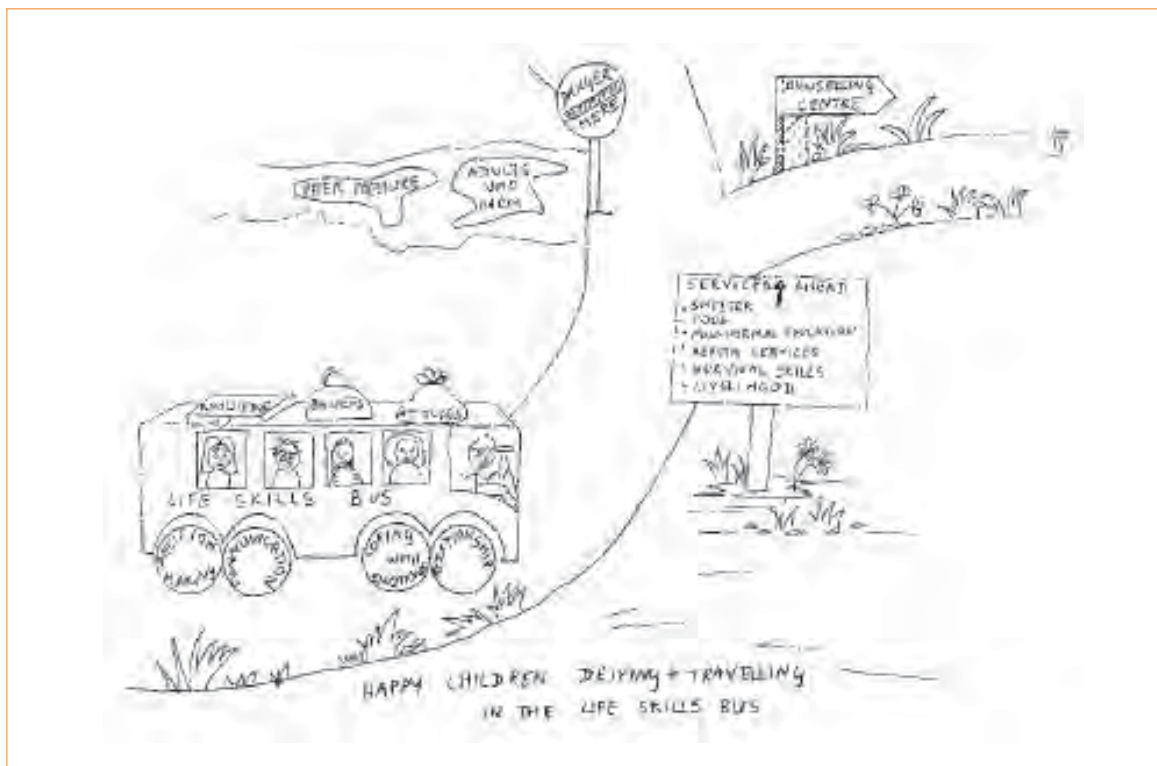 DANGER
HERE
COUNSELLING
CENTRE
PEER PRESSURE
ADULTS
WHO
HARM
SERVICES AHEAD
- SHELTER
- FOOD
- NON-FORMAL EDUCATION
- HEALTH SERVICES
- SURVIVAL SKILLS
- LIVELIHOOD
BELIEFS
ATTITUDES
LIFE SKILLS BUS
DECISION
MAKING
COMMUNICATION
COPING
WITH
EMOTIONS
RELATIONSHIP
HAPPY CHILDREN DRIVING + TRAVELLING
IN THE LIFE SKILLS BUS